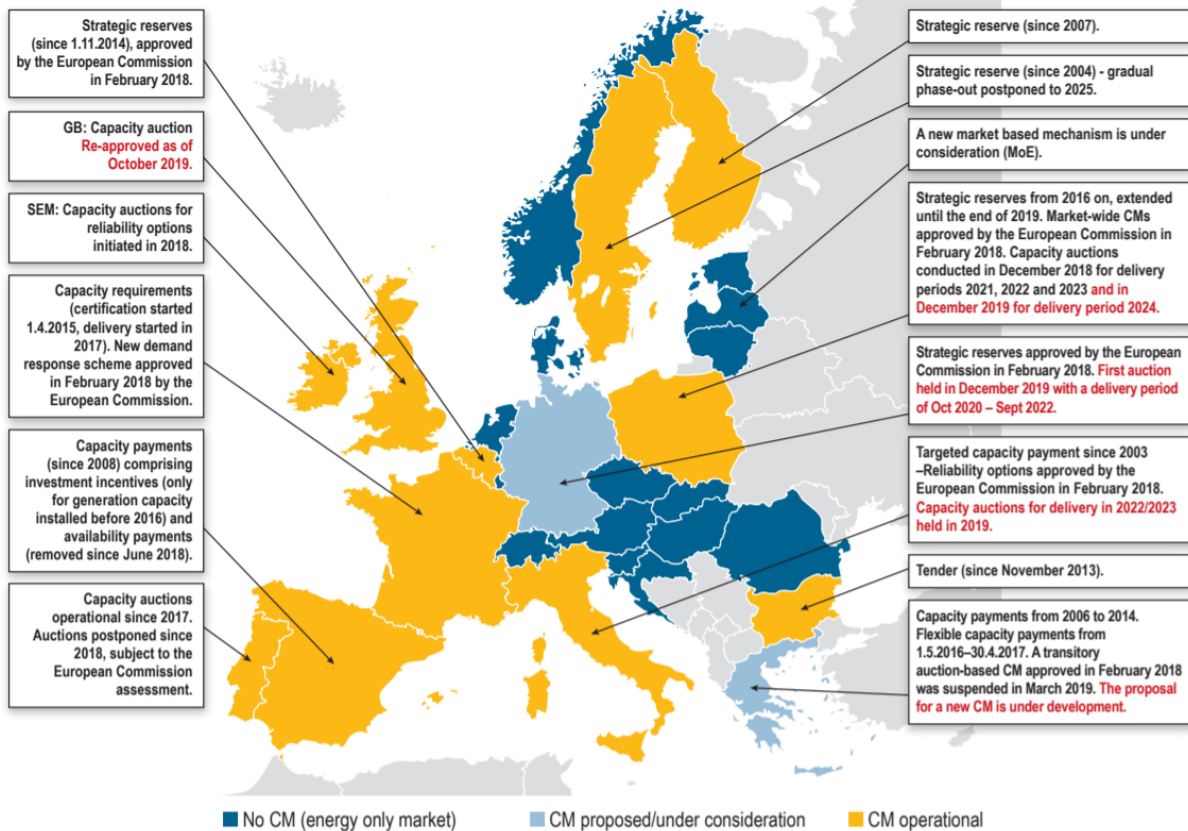 Strategic reserves
(since 1.11.2014), approved
by the European Commission
in February 2018.
GB: Capacity auction
Re-approved as of
October 2019.
SEM: Capacity auctions for
reliability options
initiated in 2018.
Capacity requirements
(certification started
1.4.2015, delivery started in
2017). New demand
response scheme approved
in February 2018 by the
European Commission.
Capacity payments
(since 2008) comprising
investment incentives (only
for generation capacity
installed before 2016) and
availability payments
(removed since June 2018).
Capacity auctions
operational since 2017.
Auctions postponed since
2018, subject to the
European Commission
assessment.
Strategic reserve (since 2007).
Strategic reserve (since 2004) - gradual
phase-out postponed to 2025.
A new market based mechanism is under
consideration (MoE).
Strategic reserves from 2016 on, extended
until the end of 2019. Market-wide CMs
approved by the European Commission in
February 2018. Capacity auctions
conducted in December 2018 for delivery
periods 2021, 2022 and 2023 and in
December 2019 for delivery period 2024.
Strategic reserves approved by the European
Commission in February 2018. First auction
held in December 2019 with a delivery period
of Oct 2020 – Sept 2022.
Targeted capacity payment since 2003
–Reliability options approved by the
European Commission in February 2018.
Capacity auctions for delivery in 2022/2023
held in 2019.
Tender (since November 2013).
Capacity payments from 2006 to 2014.
Flexible capacity payments from
1.5.2016–30.4.2017. A transitory
auction-based CM approved in February 2018
was suspended in March 2019. The proposal
for a new CM is under development.
No CM (energy only market)
CM proposed/under consideration
CM operational